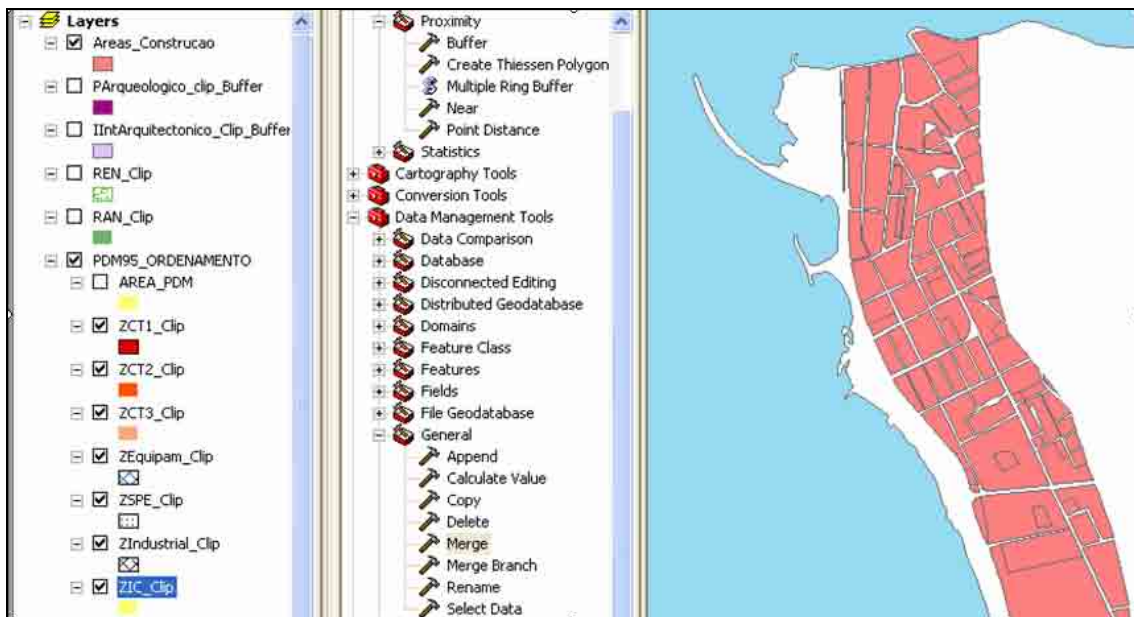 Layers
Areas_Construcao
PArqueologico_clip_Buffer
IIntArquitectonico_Clip_Buffer
REN_Clip
RAN_Clip
PDM95_ORDENAMENTO
AREA_PDM
ZCT1_Clip
ZCT2_Clip
ZCT3_Clip
ZEquipam_Clip
ZSPE_Clip
ZIndustrial_Clip
ZIC_Clip
Proximity
Buffer
Create Thiessen Polygon
Multiple Ring Buffer
Near
Point Distance
Statistics
Cartography Tools
Conversion Tools
Data Management Tools
Data Comparison
Database
Disconnected Editing
Distributed Geodatabase
Domains
Feature Class
Features
Fields
File Geodatabase
General
Append
Calculate Value
Copy
Delete
Merge
Merge Branch
Rename
Select Data